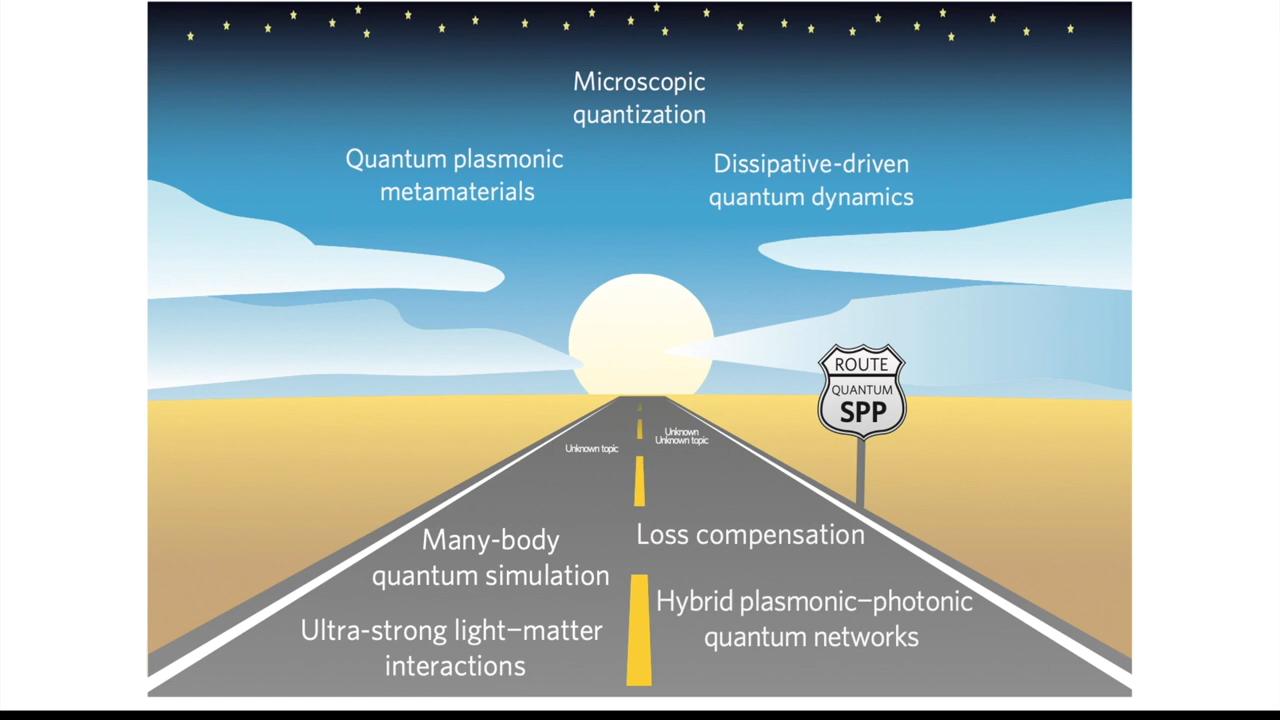 Microscopic
quantization
Quantum plasmonic
metamaterials
Dissipative-driven
quantum dynamics
ROUTE
QUANTUM
SPP
Unknown topic
Unknown
Unknown topic
Many-body
quantum simulation
Loss compensation
Ultra-strong light–matter
interactions
Hybrid plasmonic–photonic
quantum networks